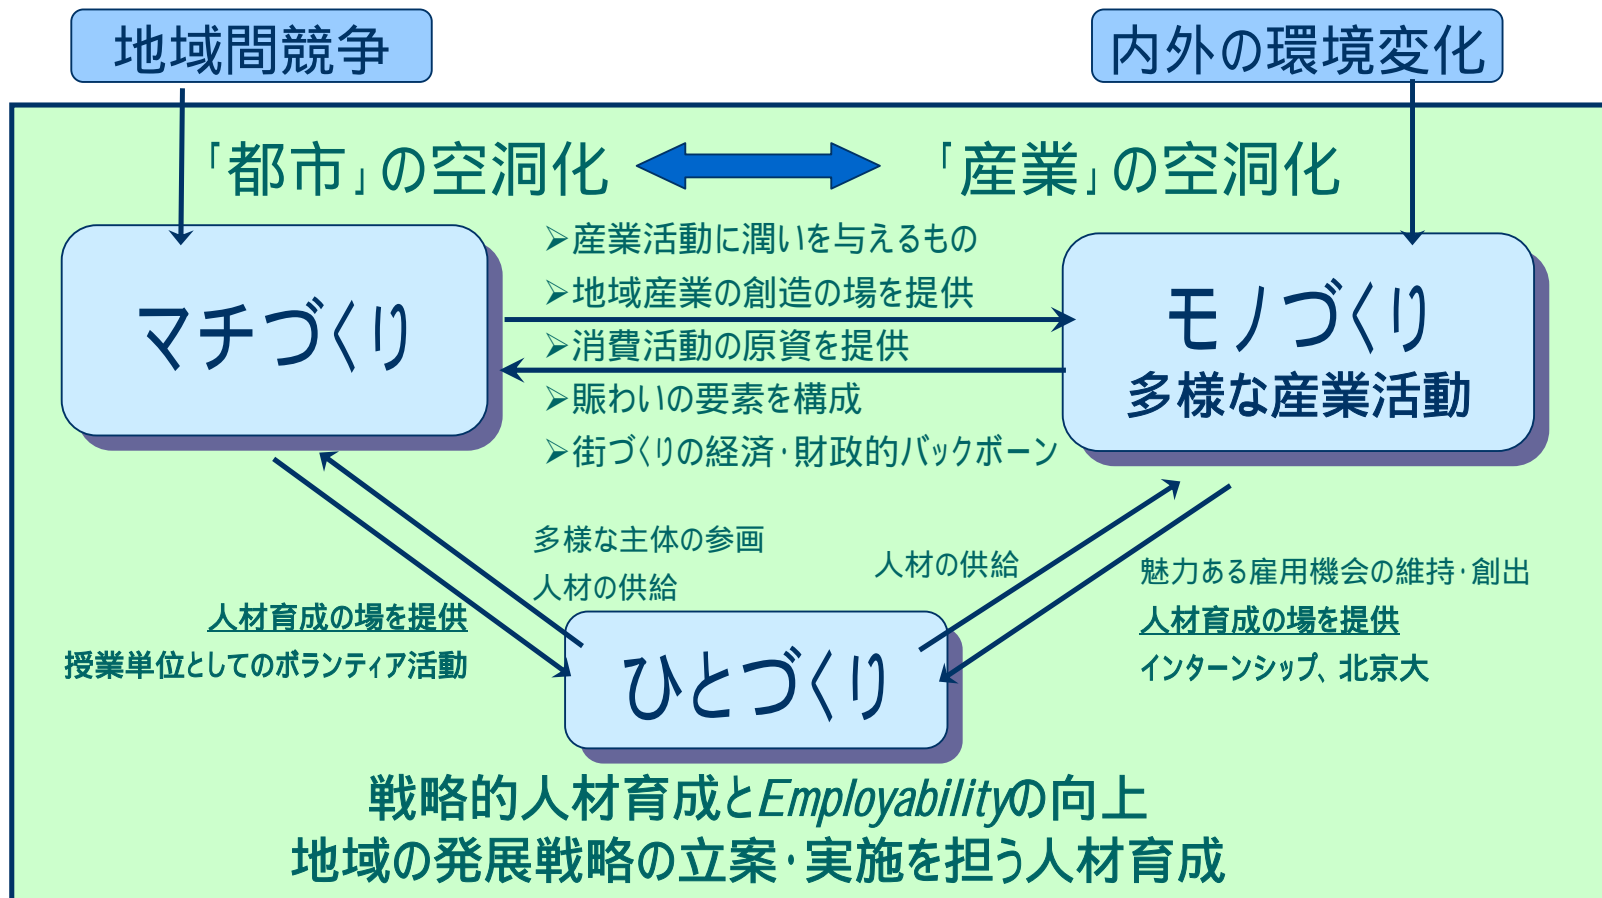 地域間競争
内外の環境変化
「都市」の空洞化
「産業」の空洞化
➢産業活動に潤いを与えるもの
➢地域産業の創造の場を提供
➢消費活動の原資を提供
➢賑わいの要素を構成
➢街づくりの経済・財政的バックボーン
マチづくり
モノづくり
多様な産業活動
多様な主体の参画
人材の供給
人材の供給
魅力ある雇用機会の維持・創出
人材育成の場を提供
インターンシップ、北京大
人材育成の場を提供
授業単位としてのボランティア活動
ひとづくり
戦略的人材育成とEmployabilityの向上
地域の発展戦略の立案・実施を担う人材育成